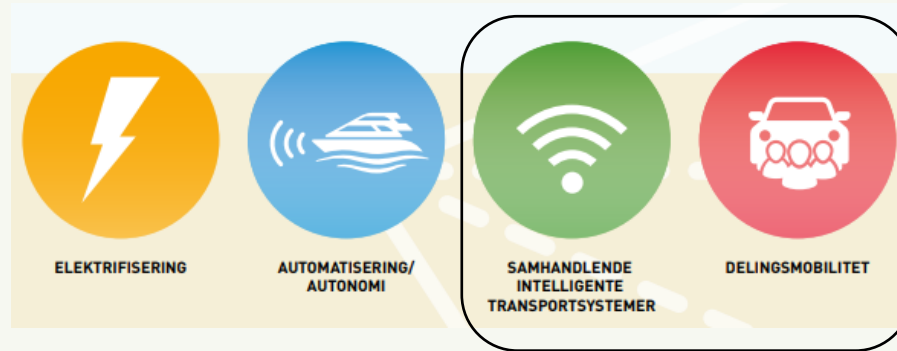 ELEKTRIFISERING
AUTOMATISERING/
AUTONOMI
SAMHANDLENDE
INTELLIGENTE
TRANSPORTSYSTEMER
DELINGSMOBILITET